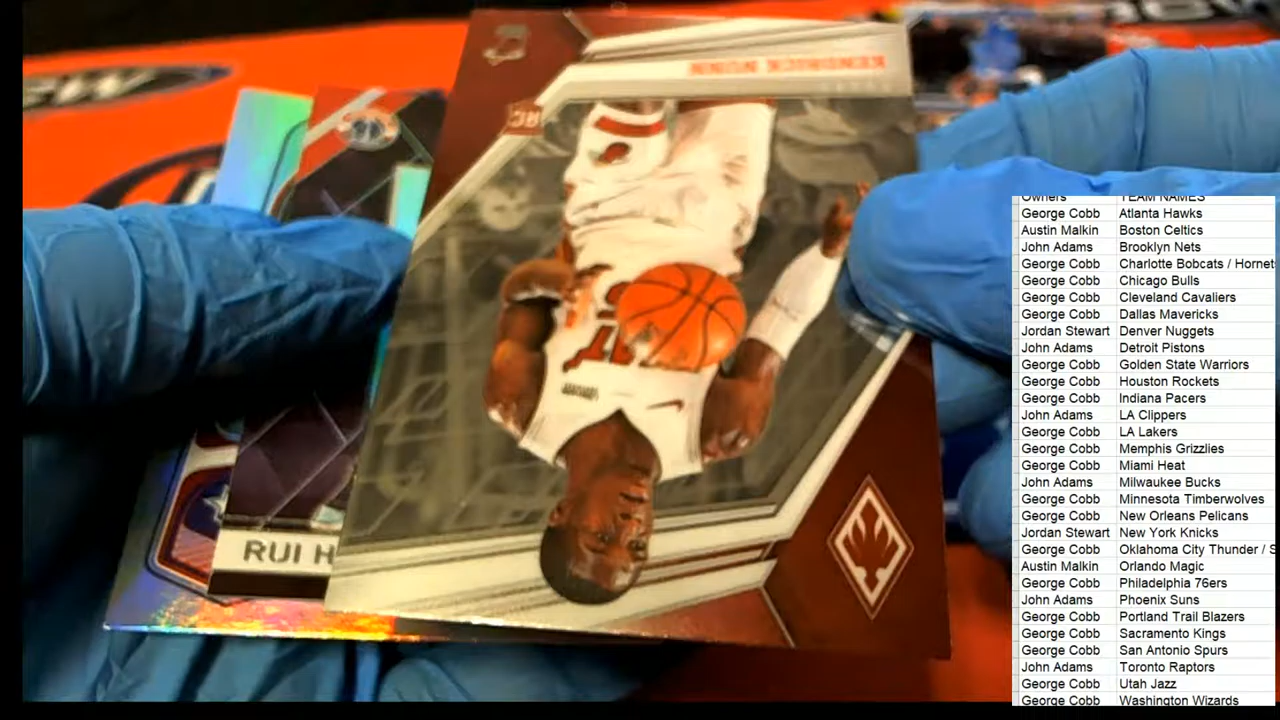 KENDRICK NUNN
RC
RUI H
Owners TEAM NAMES
George Cobb Atlanta Hawks
Austin Malkin Boston Celtics
John Adams Brooklyn Nets
George Cobb Charlotte Bobcats / Hornet
George Cobb Chicago Bulls
George Cobb Cleveland Cavaliers
George Cobb Dallas Mavericks
Jordan Stewart Denver Nuggets
John Adams Detroit Pistons
George Cobb Golden State Warriors
George Cobb Houston Rockets
George Cobb Indiana Pacers
John Adams LA Clippers
George Cobb LA Lakers
George Cobb Memphis Grizzlies
George Cobb Miami Heat
John Adams Milwaukee Bucks
George Cobb Minnesota Timberwolves
George Cobb New Orleans Pelicans
Jordan Stewart New York Knicks
George Cobb Oklahoma City Thunder / S
Austin Malkin Orlando Magic
George Cobb Philadelphia 76ers
John Adams Phoenix Suns
George Cobb Portland Trail Blazers
George Cobb Sacramento Kings
George Cobb San Antonio Spurs
John Adams Toronto Raptors
George Cobb Utah Jazz
George Cobb Washington Wizards